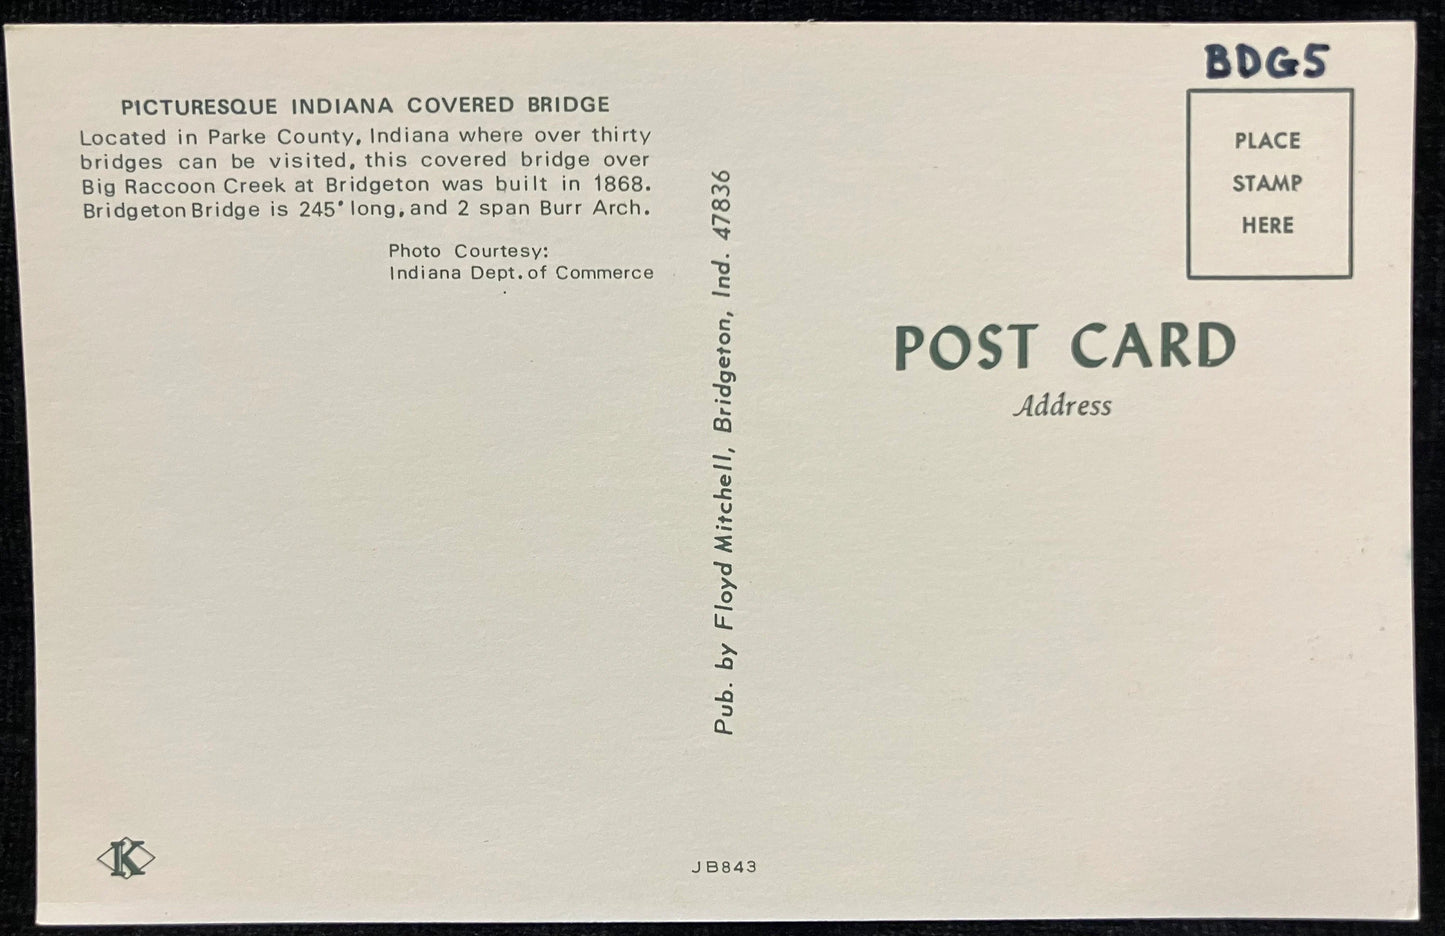 BDGS
PICTURESQUE INDIANA COVERED BRIDGE
Located in Parke County, Indiana where over thirty
bridges can be visited, this covered bridge over
Big Raccoon Creek at Bridgeton was built in 1868.
Bridgeton Bridge is 245' long, and 2 span Burr Arch.
Photo Courtesy:
Indiana Dept. of Commerce
Pub. by Floyd Mitchell, Bridgeton, Ind. 47836
PLACE
STAMP
HERE
POST CARD
Address
K
JB843